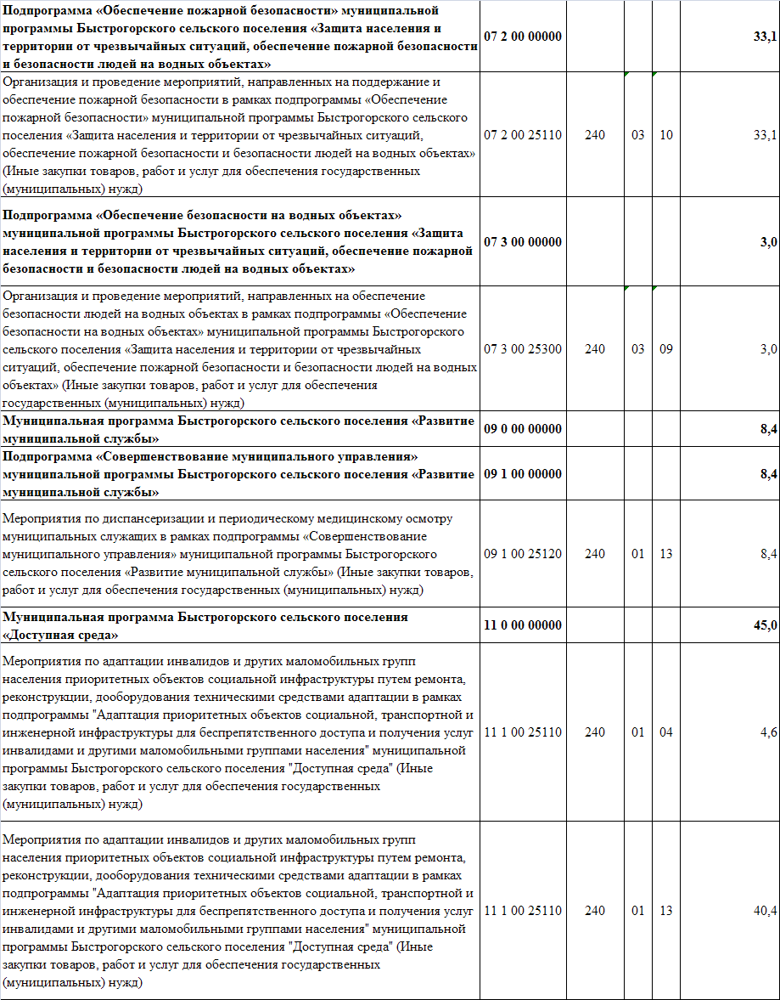 Подпрограмма «Обеспечение пожарной безопасности» муниципальной
программы Быстрогорского сельского поселения «Защита населения и
территории от чрезвычайных ситуаций, обеспечение пожарной безопасности
и безопасности людей на водных объектах»
07 2 00 00000 33,1
Организация и проведение мероприятий, направленных на поддержание и
обеспечение пожарной безопасности в рамках подпрограммы «Обеспечение
пожарной безопасности» муниципальной программы Быстрогорского сельского
поселения «Защита населения и территории от чрезвычайных ситуаций,
обеспечение пожарной безопасности и безопасности людей на водных объектах»
(Иные закупки товаров, работ и услуг для обеспечения государственных
(муниципальных) нужд)
07 2 00 25110 240 03 10 33,1
Подпрограмма «Обеспечение безопасности на водных объектах»
муниципальной программы Быстрогорского сельского поселения «Защита
населения и территории от чрезвычайных ситуаций, обеспечение пожарной
безопасности и безопасности людей на водных объектах»
07 3 00 00000 3,0
Организация и проведение мероприятий, направленных на обеспечение
безопасности людей на водных объектах в рамках подпрограммы «Обеспечение
безопасности на водных объектах» муниципальной программы Быстрогорского
сельского поселения «Защита населения и территории от чрезвычайных
ситуаций, обеспечение пожарной безопасности и безопасности людей на водных
объектах» (Иные закупки товаров, работ и услуг для обеспечения
государственных (муниципальных) нужд)
07 3 00 25300 240 03 09 3,0
Муниципальная программа Быстрогорского сельского поселения «Развитие
муниципальной службы»
09 0 00 00000 8,4
Подпрограмма «Совершенствование муниципального управления»
муниципальной программы Быстрогорского сельского поселения «Развитие
муниципальной службы»
09 1 00 00000 8,4
Мероприятия по диспансеризации и периодическому медицинскому осмотру
муниципальных служащих в рамках подпрограммы «Совершенствование
муниципального управления» муниципальной программы Быстрогорского
сельского поселения «Развитие муниципальной службы» (Иные закупки товаров,
работ и услуг для обеспечения государственных (муниципальных) нужд)
09 1 00 25120 240 01 13 8,4
Муниципальная программа Быстрогорского сельского поселения
«Доступная среда»
11 0 00 00000 45,0
Мероприятия по адаптации инвалидов и других маломобильных групп
населения приоритетных объектов социальной инфраструктуры путем ремонта,
реконструкции, дооборудования техническими средствами адаптации в рамках
подпрограммы "Адаптация приоритетных объектов социальной, транспортной и
инженерной инфраструктуры для беспрепятственного доступа и получения услуг
инвалидами и другими маломобильными группами населения" муниципальной
программы Быстрогорского сельского поселения "Доступная среда" (Иные
закупки товаров, работ и услуг для обеспечения государственных
(муниципальных) нужд)
11 1 00 25110 240 01 04 4,6
Мероприятия по адаптации инвалидов и других маломобильных групп
населения приоритетных объектов социальной инфраструктуры путем ремонта,
реконструкции, дооборудования техническими средствами адаптации в рамках
подпрограммы "Адаптация приоритетных объектов социальной, транспортной и
инженерной инфраструктуры для беспрепятственного доступа и получения услуг
инвалидами и другими маломобильными группами населения" муниципальной
программы Быстрогорского сельского поселения "Доступная среда" (Иные
закупки товаров, работ и услуг для обеспечения государственных
(муниципальных) нужд)
11 1 00 25110 240 01 13 40,4